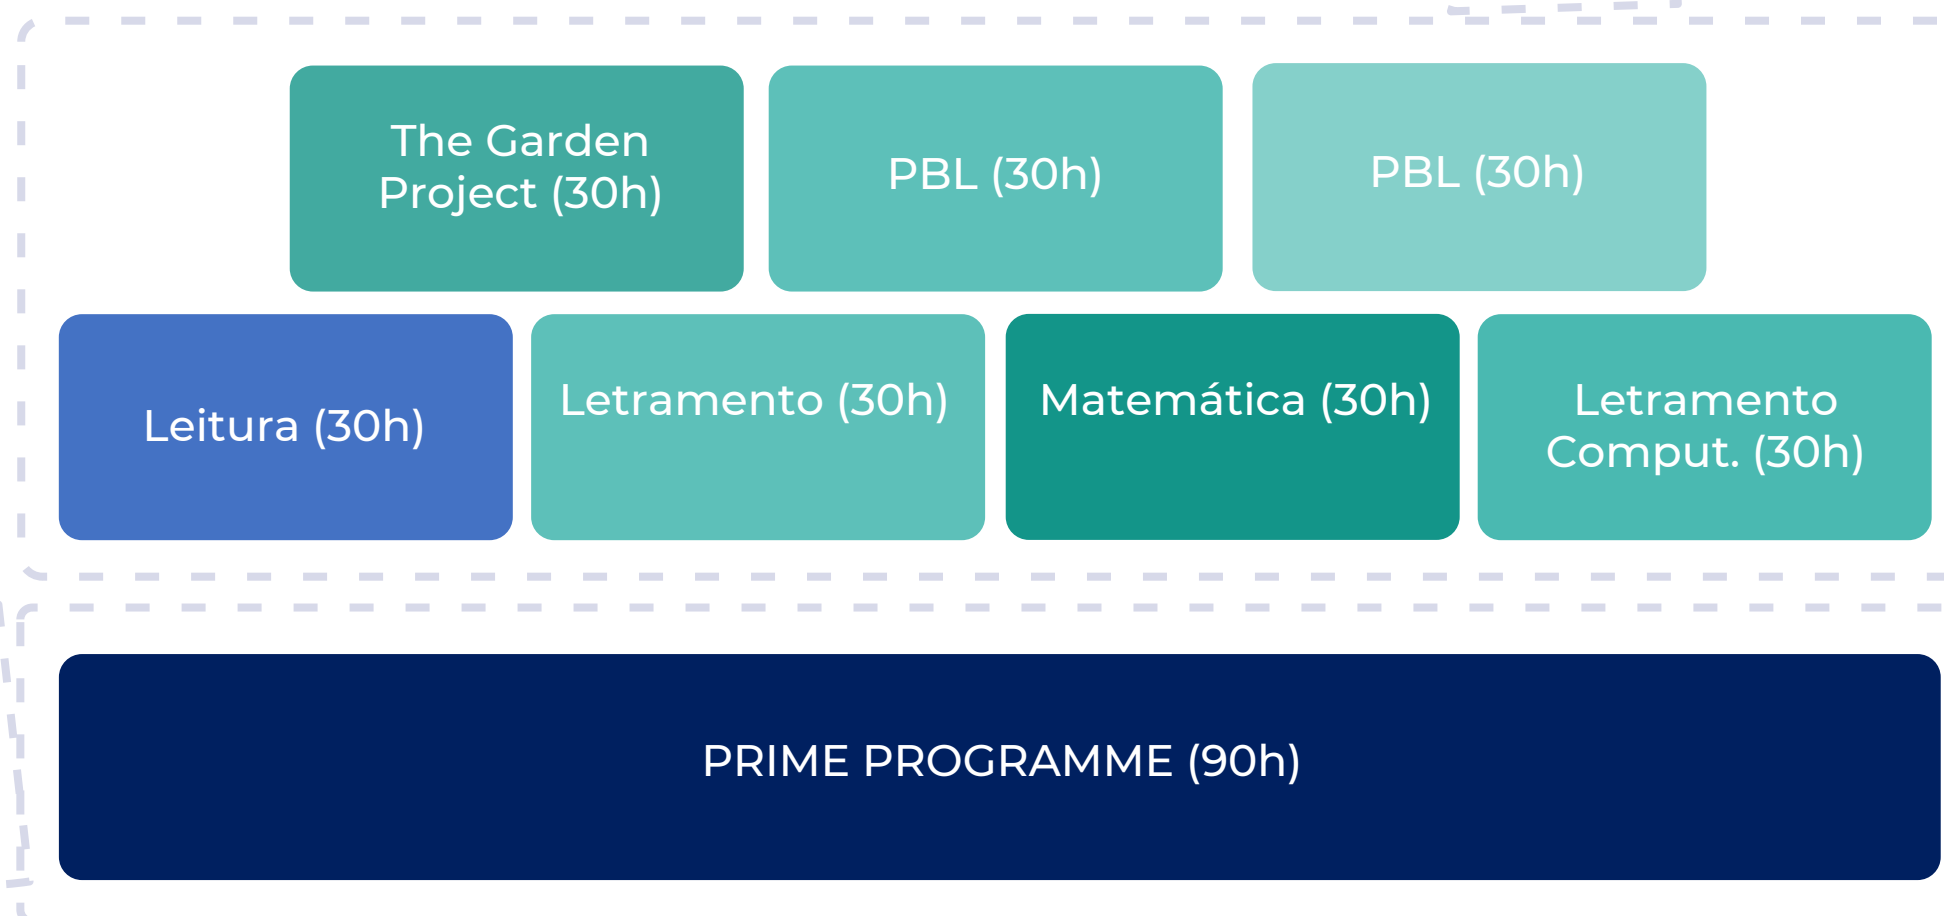 The Garden
Project (30h)
PBL (30h)
PBL (30h)
Leitura (30h)
Letramento (30h)
Matemática (30h)
Letramento
Comput. (30h)
PRIME PROGRAMME (90h)